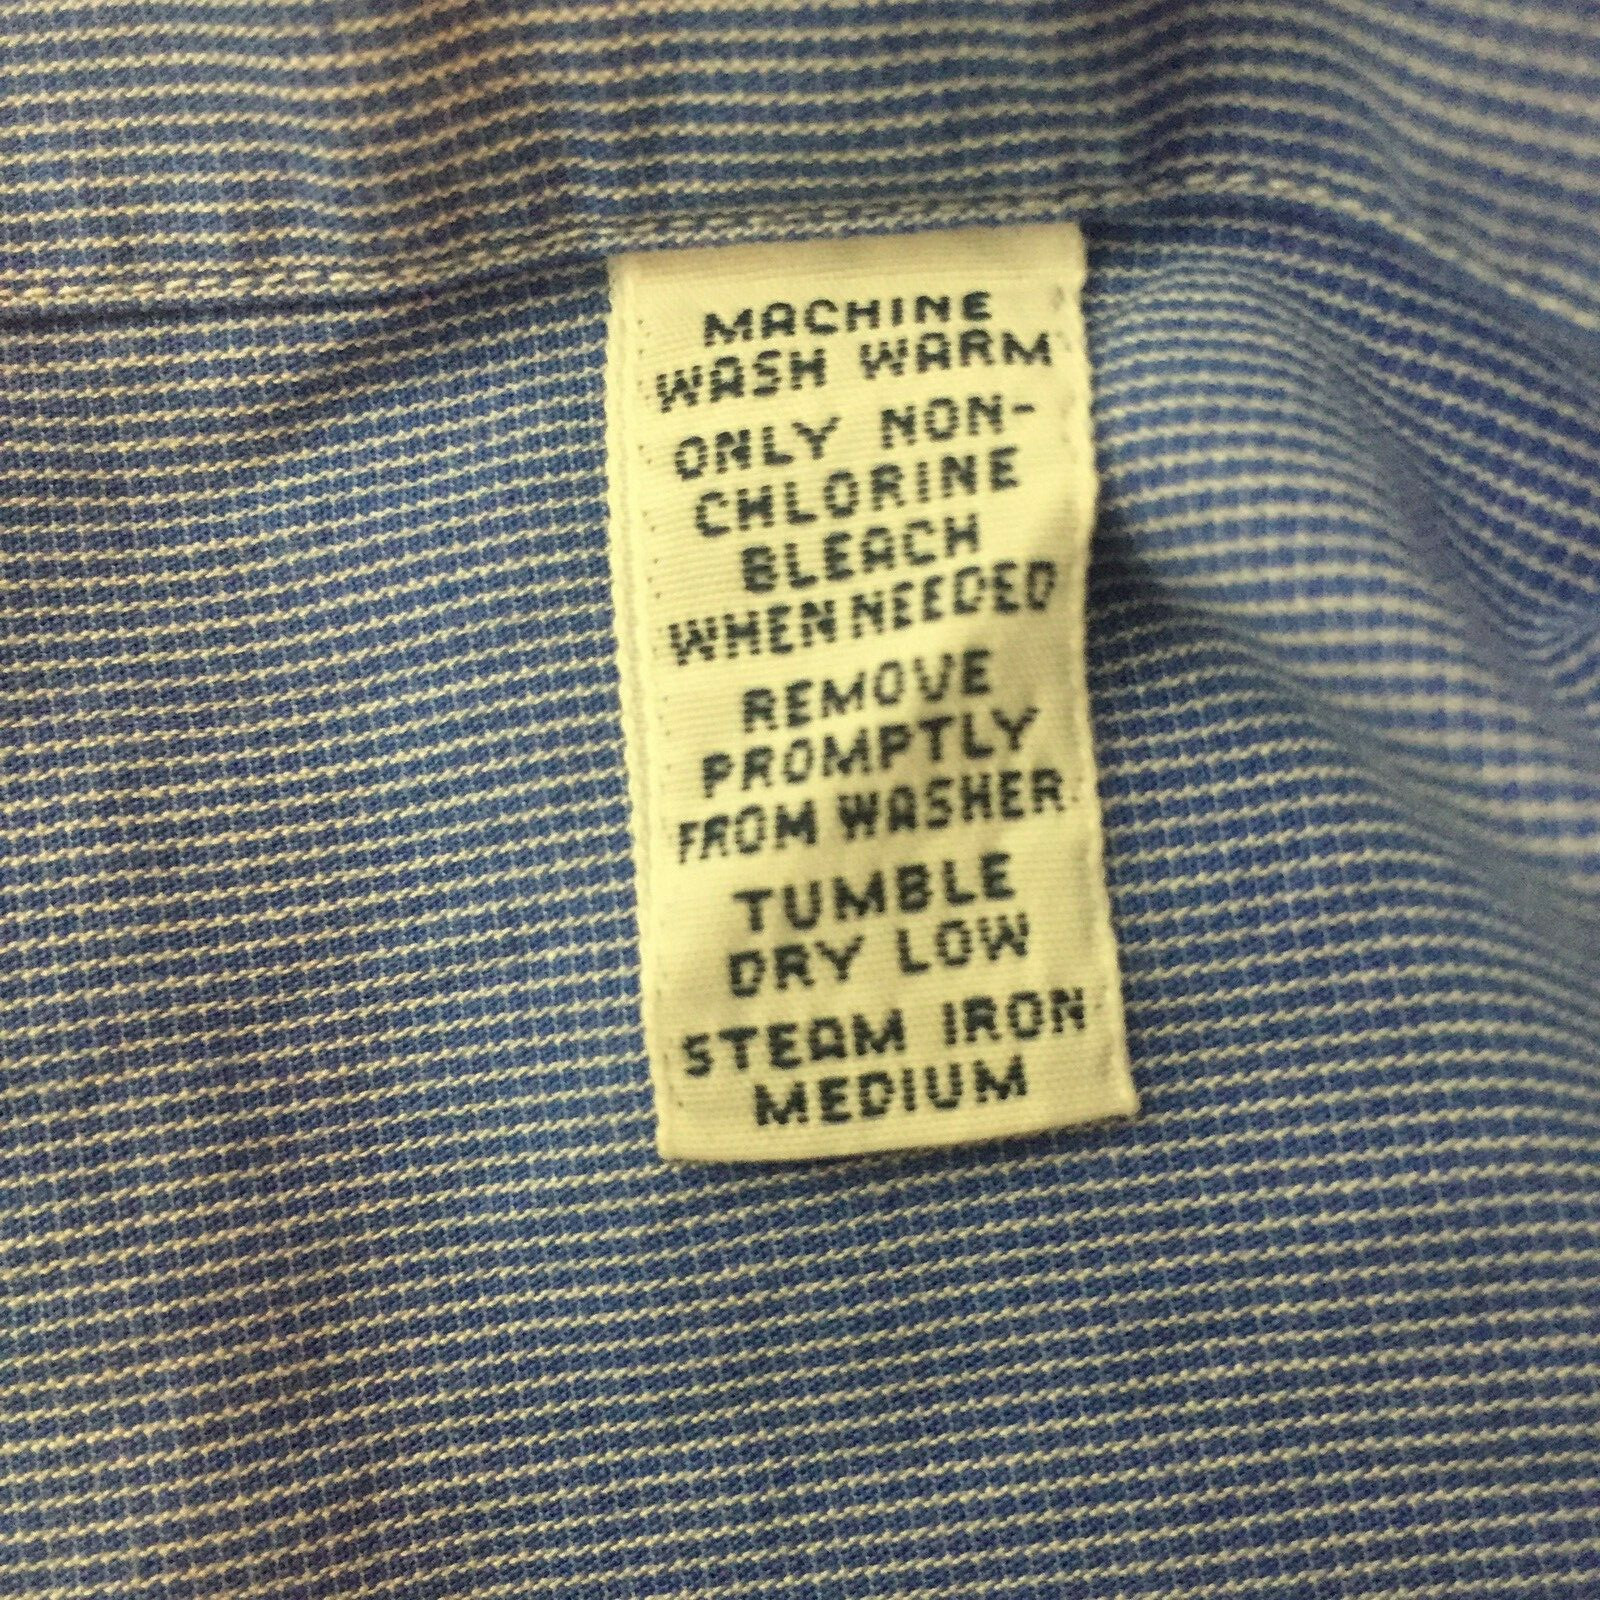 MACHINE
WASH WARM
ONLY NON-
CHLORINE
BLEACH
WHEN NEEDED
REMOVE
PROMPTLY
FROM WASHER
TUMBLE
DRY LOW
STEAM IRON
MEDIUM